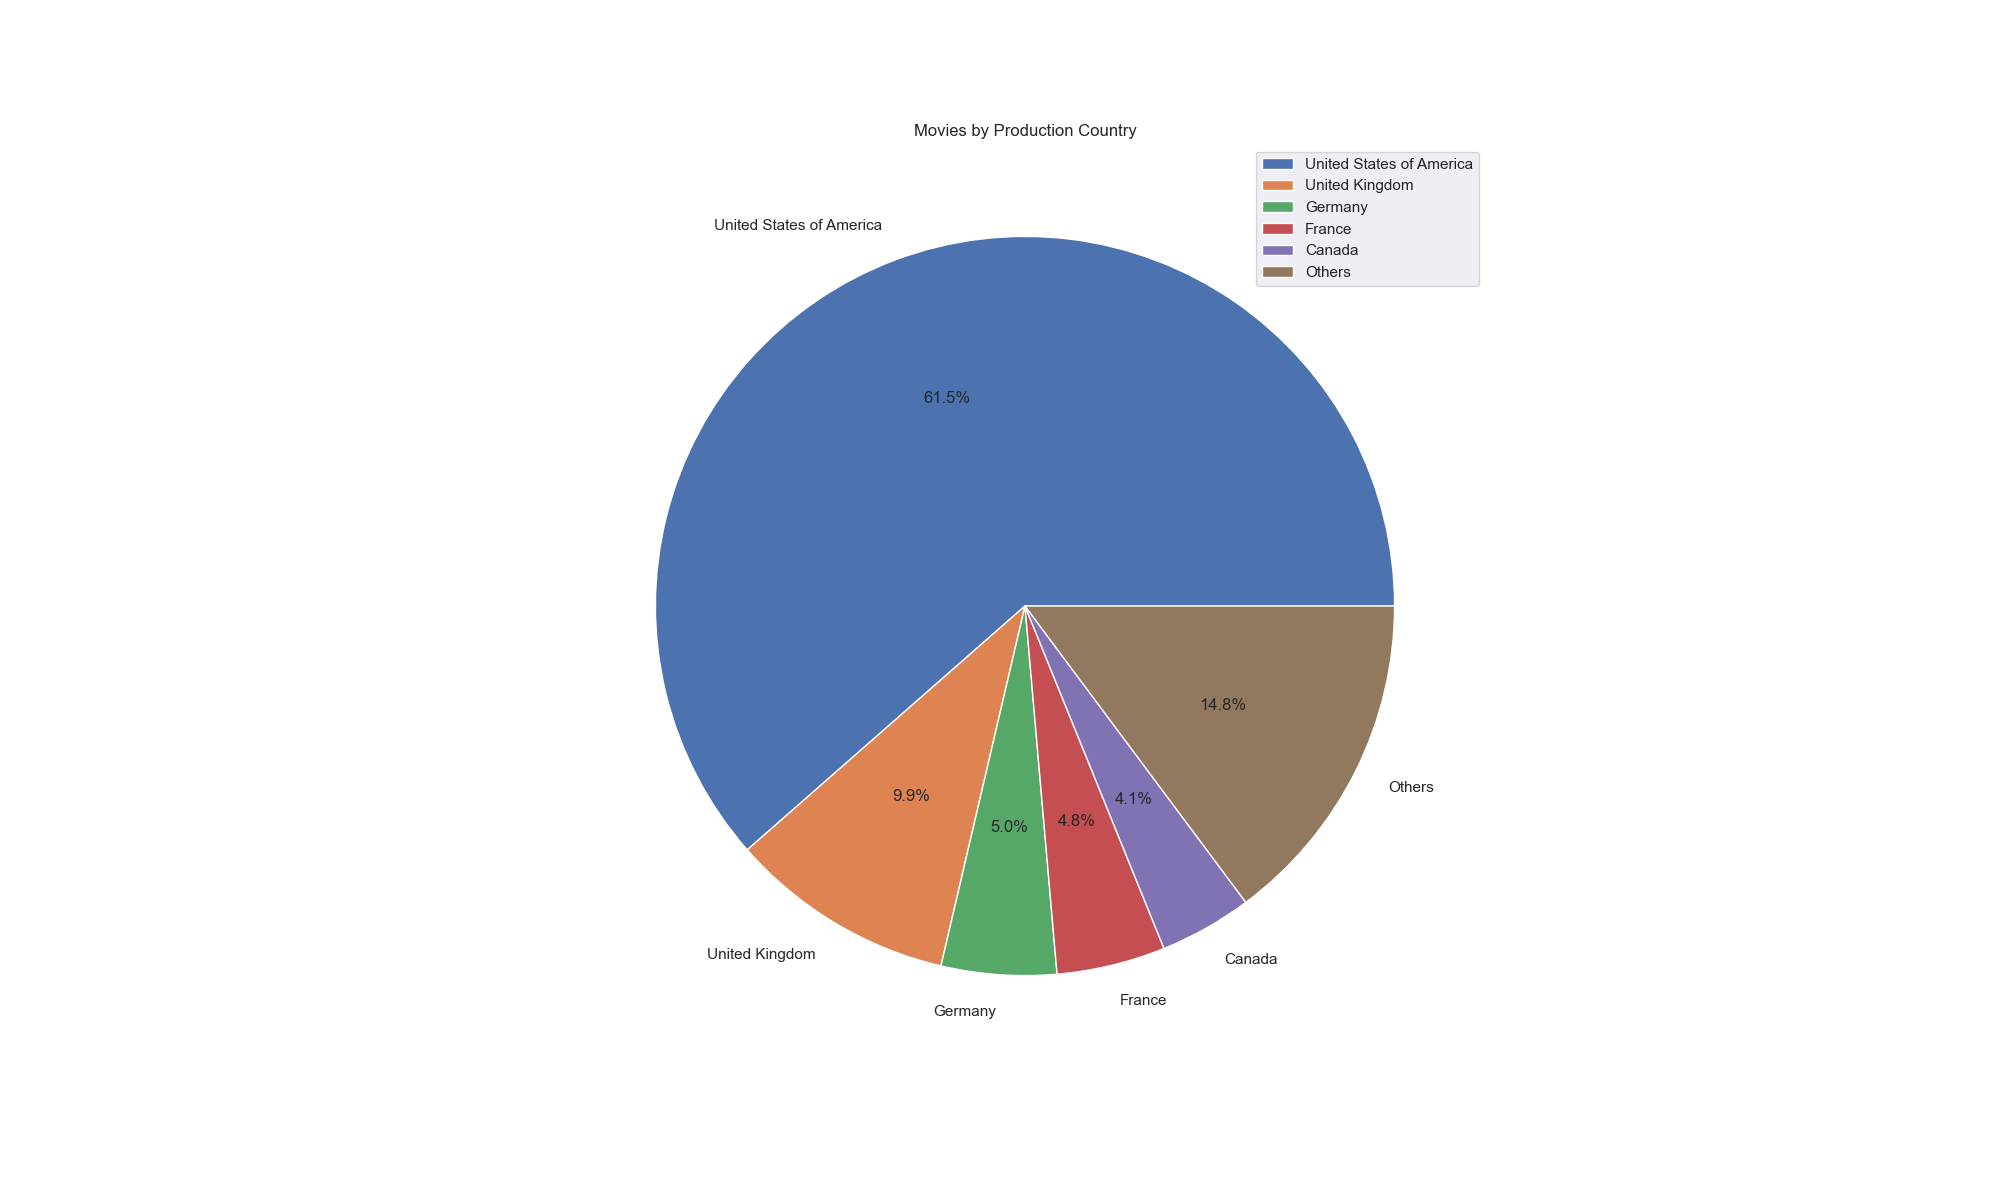 Movies by Production Country
United States of America
United Kingdom
Germany
France
Canada
Others
United States of America
61.5%
14.8%
Others
9.9%
4.1%
4.8%
5.0%
United Kingdom
Canada
France
Germany